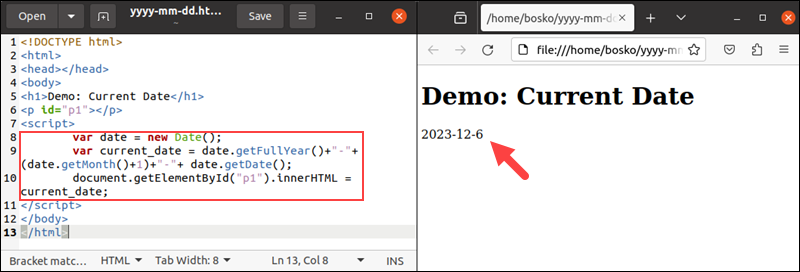 Open
yyyy-mm-dd.ht...
~
Save
1 <!DOCTYPE html>
2 <html>
3 <head></head>
4 <body>
5 <h1>Demo: Current Date</h1>
6 <p id="p1"></p>
7 <script>
8 var date = new Date();
9 var current_date = date.getFullYear()+"-"+
(date.getMonth()+1)+"-"+ date.getDate();
10 document.getElementById("p1").innerHTML =
current_date;
11 </script>
12 </body>
13 </html>
Bracket matc... HTML Tab Width: 8 Ln 13, Col 8 INS
/home/bosko/yyyy-mm-dd
file:///home/bosko/yyyy-mm
Demo: Current Date
2023-12-6